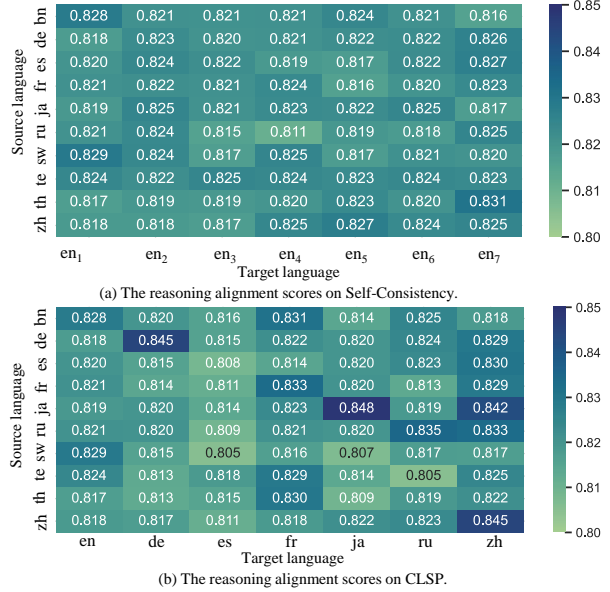 bn 0.828 0.821 0.821 0.824 0.821 0.821 0.816
de 0.818 0.823 0.820 0.821 0.822 0.822 0.826
es 0.820 0.824 0.822 0.819 0.817 0.822 0.827
fr 0.821 0.822 0.821 0.824 0.816 0.820 0.823
ja 0.819 0.825 0.821 0.823 0.822 0.825 0.817
ru 0.821 0.824 0.815 0.811 0.819 0.818 0.825
sw 0.829 0.824 0.817 0.825 0.817 0.821 0.820
te 0.824 0.822 0.825 0.824 0.823 0.824 0.823
th 0.817 0.819 0.819 0.820 0.823 0.820 0.831
zh 0.818 0.818 0.817 0.825 0.827 0.824 0.825
Source language
en₁ en₂ en₃ en₄ en₅ en₆ en₇
Target language
0.85
0.84
0.83
0.82
0.81
0.80
(a) The reasoning alignment scores on Self-Consistency.
bn 0.828 0.820 0.816 0.831 0.814 0.825 0.818
de 0.818 0.845 0.815 0.822 0.820 0.824 0.829
es 0.820 0.815 0.808 0.814 0.820 0.823 0.830
fr 0.821 0.814 0.811 0.833 0.820 0.813 0.829
ja 0.819 0.820 0.814 0.823 0.848 0.819 0.842
ru 0.821 0.820 0.809 0.821 0.820 0.835 0.833
sw 0.829 0.815 0.805 0.816 0.807 0.817 0.817
te 0.824 0.813 0.818 0.829 0.814 0.805 0.825
th 0.817 0.813 0.815 0.830 0.809 0.819 0.822
zh 0.818 0.817 0.811 0.818 0.822 0.823 0.845
Source language
en de es fr ja ru zh
Target language
0.85
0.84
0.83
0.82
0.81
0.80
(b) The reasoning alignment scores on CLSP.